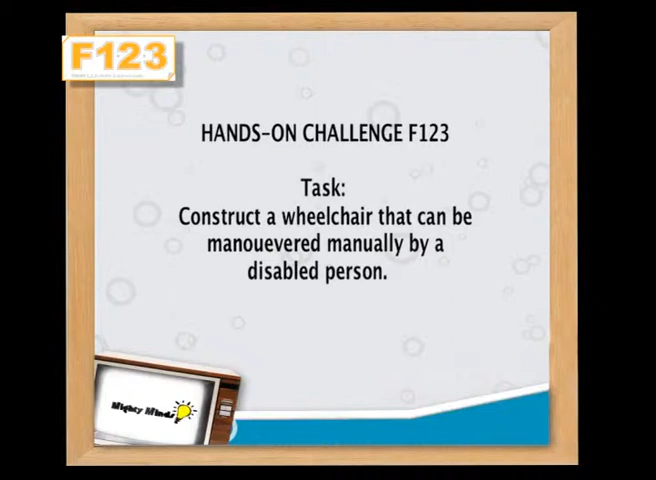 F123
HANDS-ON CHALLENGE F123
Task:
Construct a wheelchair that can be
manouevered manually by a
disabled person.
Mighty Minds